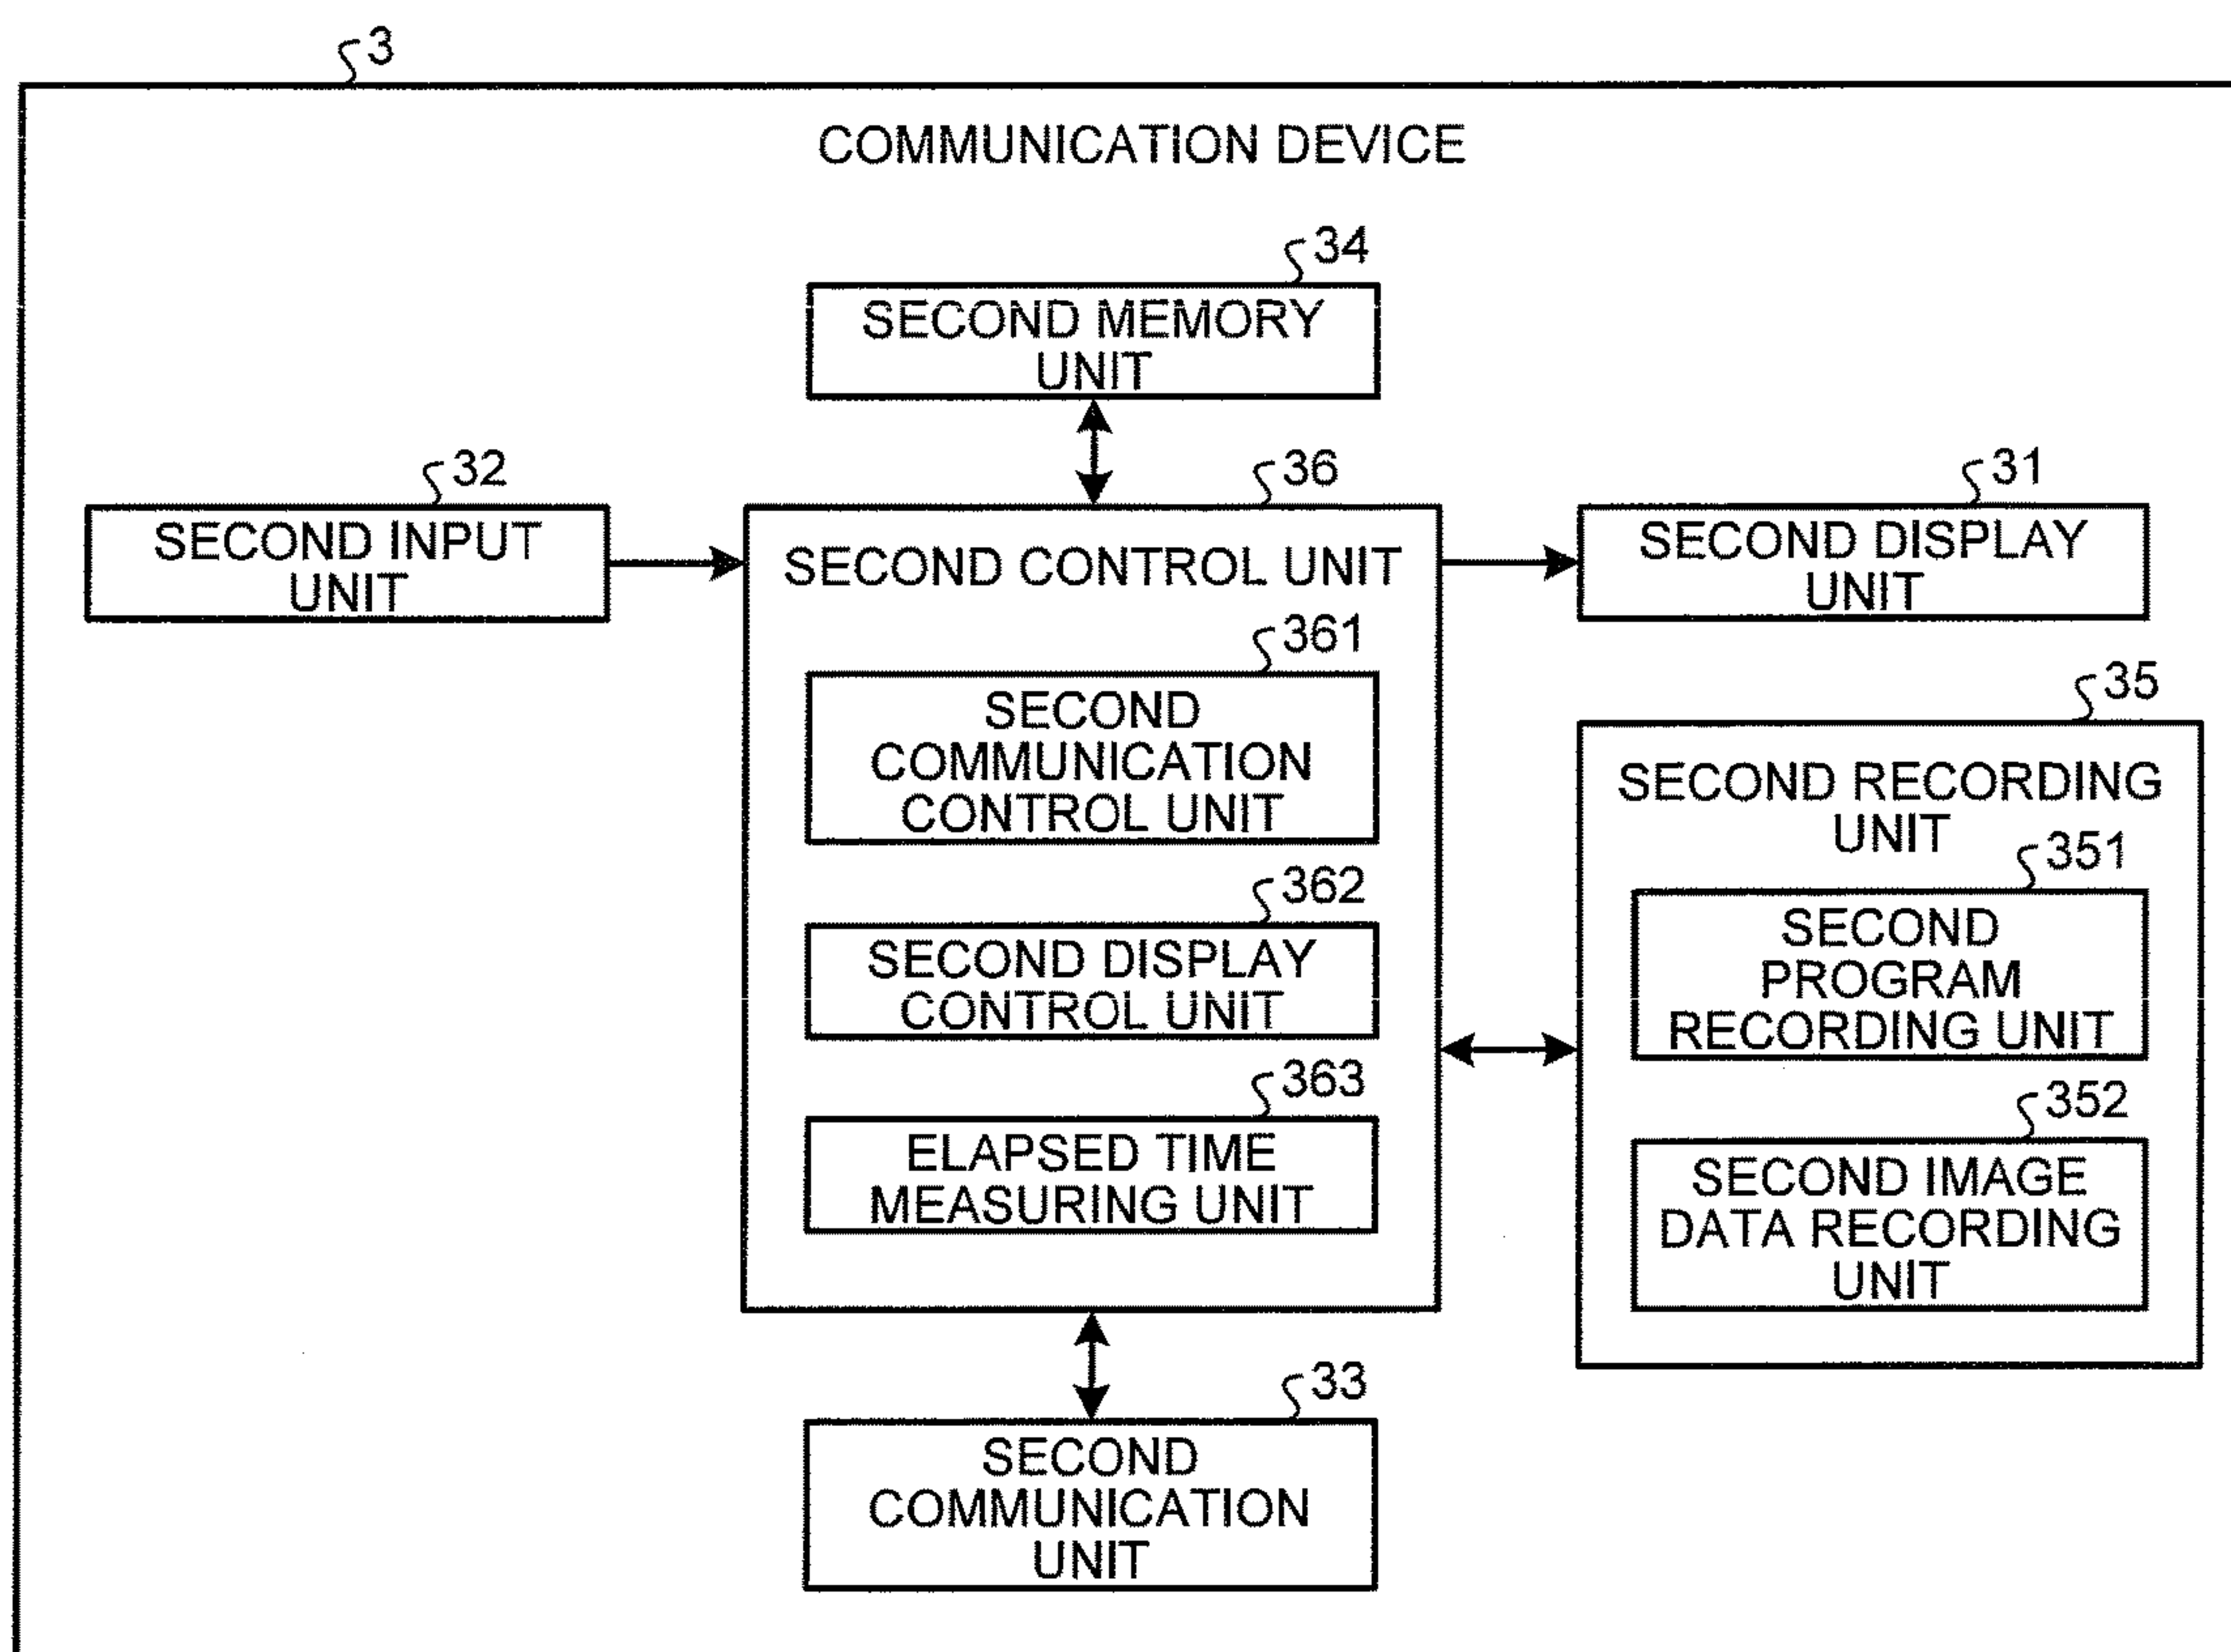 3
COMMUNICATION DEVICE
34
SECOND MEMORY
UNIT
32
SECOND INPUT
UNIT
36
SECOND CONTROL UNIT
361
SECOND
COMMUNICATION
CONTROL UNIT
362
SECOND DISPLAY
CONTROL UNIT
363
ELAPSED TIME
MEASURING UNIT
31
SECOND DISPLAY
UNIT
35
SECOND RECORDING
UNIT
351
SECOND
PROGRAM
RECORDING UNIT
352
SECOND IMAGE
DATA RECORDING
UNIT
33
SECOND
COMMUNICATION
UNIT